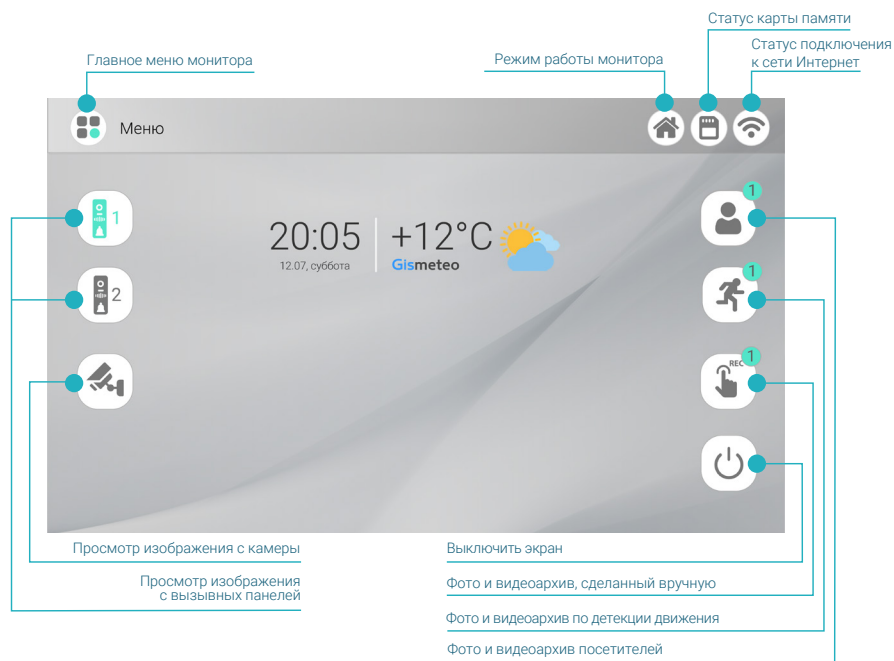 Статус карты памяти
Главное меню монитора
Режим работы монитора
Статус подключения
к сети Интернет
Меню
1
1
20:05
+12°C
12.07, суббота
Gismeteo
1
2
REC
1
Просмотр изображения с камеры
Выключить экран
Просмотр изображения
с вызывных панелей
Фото и видеоархив, сделанный вручную
Фото и видеоархив по детекции движения
Фото и видеоархив посетителей